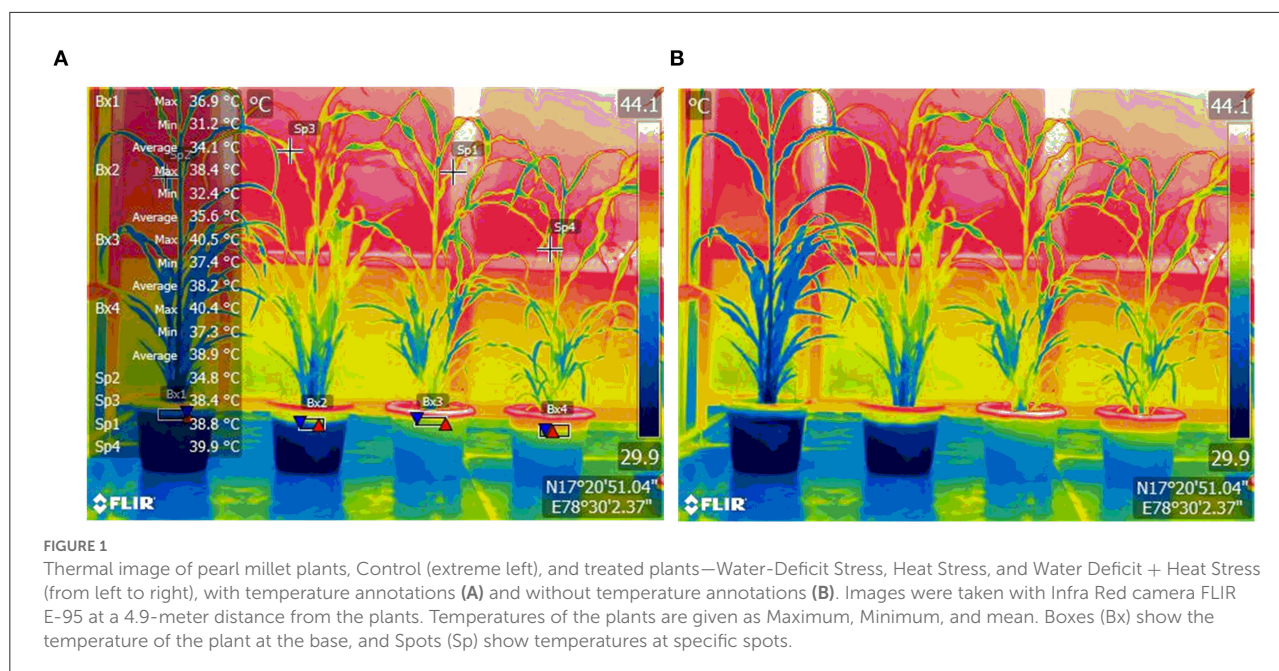 A
B
Bx1 Max 36.9 °C °C 44.1
Min 31.2 °C
Sp3
Average 34.1 °C
Sp2
Sp1
Bx2 Max 38.4 °C
Min 32.4 °C
Average 35.6 °C
Sp4
Bx3 Max 40.5 °C
Min 37.4 °C
Average 38.2 °C
Bx4 Max 40.4 °C
Min 37.3 °C
Average 38.9 °C
Sp2 34.8 °C
Sp3 38.4 °C
Bx1
Bx2
Bx3
Bx4
Sp1 38.8 °C
Sp4 39.9 °C
29.9
N17°20'51.04"
E78°30'2.37"
FLIR
°C 44.1
29.9
N17°20'51.04"
E78°30'2.37"
FLIR
FIGURE 1
Thermal image of pearl millet plants, Control (extreme left), and treated plants—Water-Deficit Stress, Heat Stress, and Water Deficit + Heat Stress
(from left to right), with temperature annotations (A) and without temperature annotations (B). Images were taken with Infra Red camera FLIR
E-95 at a 4.9-meter distance from the plants. Temperatures of the plants are given as Maximum, Minimum, and mean. Boxes (Bx) show the
temperature of the plant at the base, and Spots (Sp) show temperatures at specific spots.